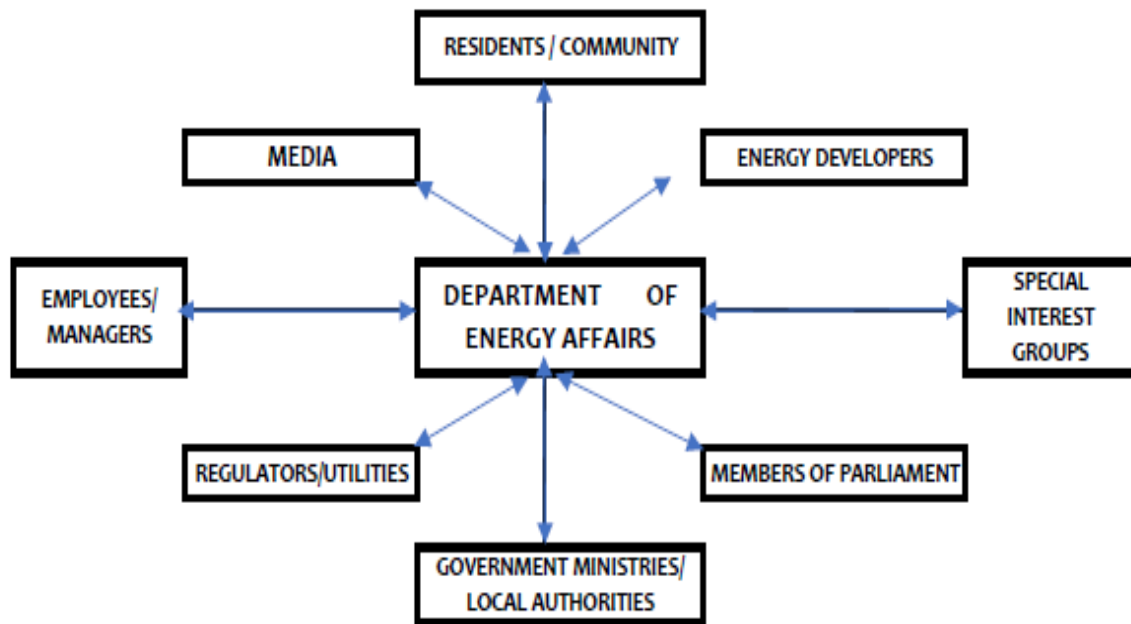 RESIDENTS / COMMUNITY
MEDIA
ENERGY DEVELOPERS
EMPLOYEES/
MANAGERS
DEPARTMENT OF
ENERGY AFFAIRS
SPECIAL
INTEREST
GROUPS
REGULATORS/UTILITIES
MEMBERS OF PARLIAMENT
GOVERNMENT MINISTRIES/
LOCAL AUTHORITIES